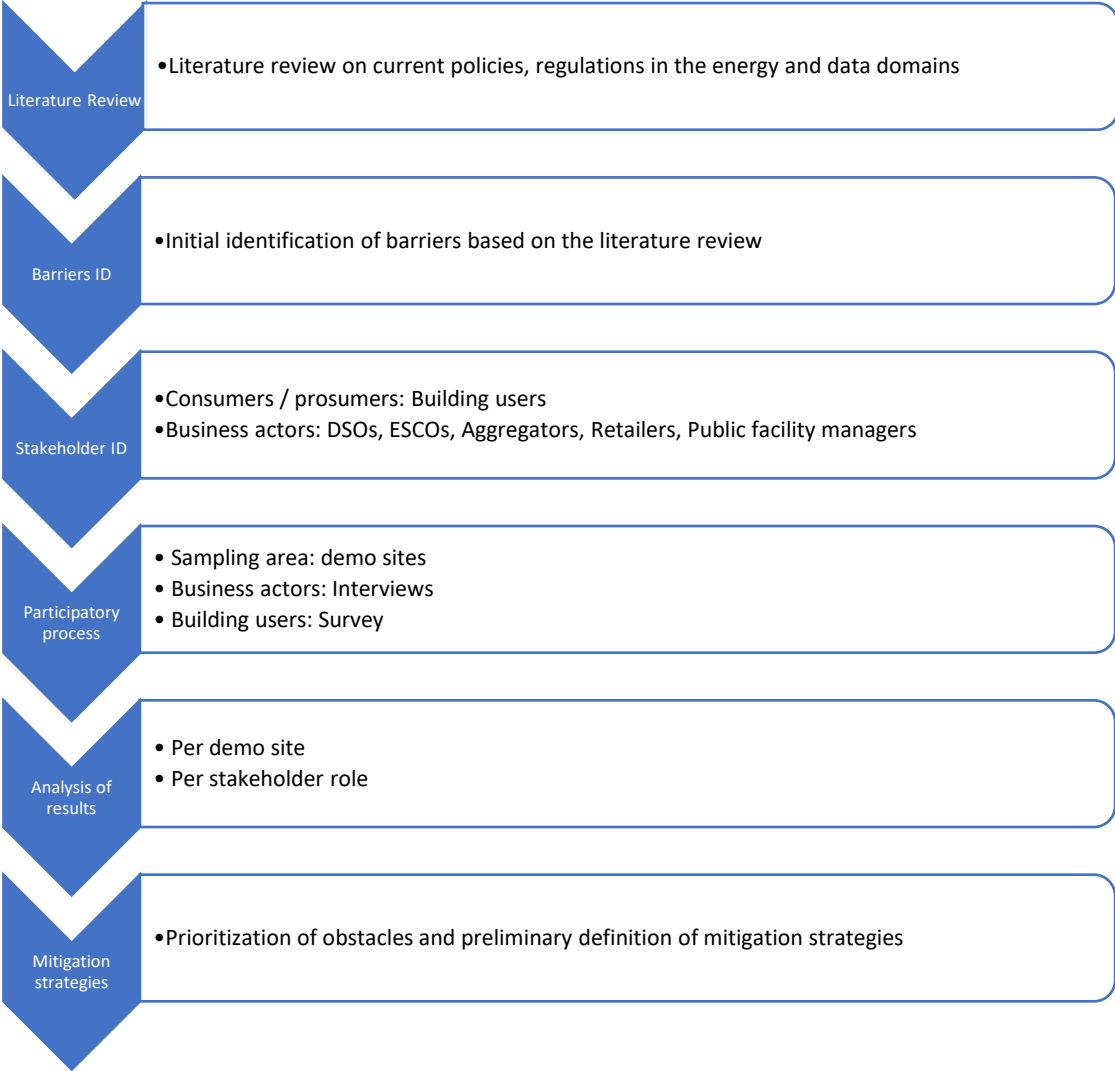 Literature Review
•Literature review on current policies, regulations in the energy and data domains
Barriers ID
•Initial identification of barriers based on the literature review
Stakeholder ID
•Consumers / prosumers: Building users
•Business actors: DSOs, ESCOs, Aggregators, Retailers, Public facility managers
Participatory
process
• Sampling area: demo sites
• Business actors: Interviews
• Building users: Survey
Analysis of
results
• Per demo site
• Per stakeholder role
Mitigation
strategies
•Prioritization of obstacles and preliminary definition of mitigation strategies